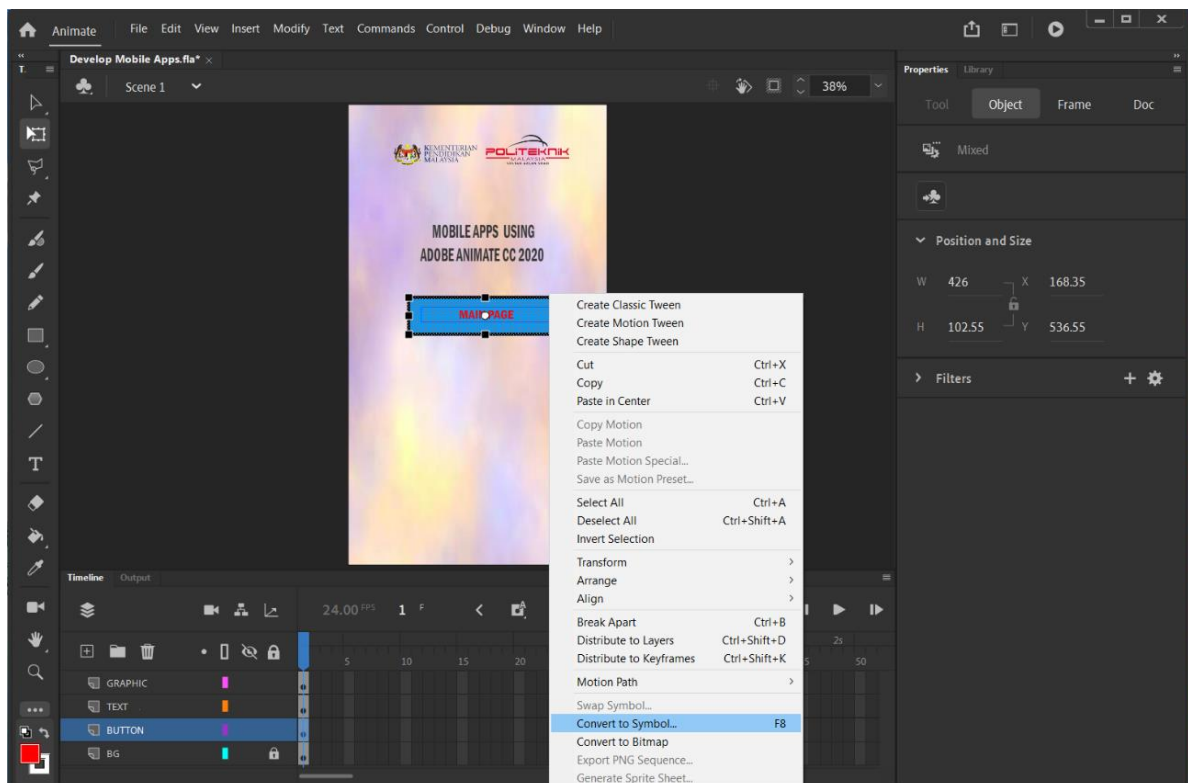 Animate File Edit View Insert Modify Text Commands Control Debug Window Help
Develop Mobile Apps.fla*
Scene 1
38%
KEMENTERIAN
PENDIDIKAN
MALAYSIA
POLITEKNIK
MALAYSIA
MOBILE APPS USING
ADOBE ANIMATE CC 2020
MAIN PAGE
Create Classic Tween
Create Motion Tween
Create Shape Tween
Cut Ctrl+X
Copy Ctrl+C
Paste in Center Ctrl+V
Copy Motion
Paste Motion
Paste Motion Special...
Save as Motion Preset...
Select All Ctrl+A
Deselect All Ctrl+Shift+A
Invert Selection
Transform
Arrange
Align
Break Apart Ctrl+B
Distribute to Layers Ctrl+Shift+D
Distribute to Keyframes Ctrl+Shift+K
Motion Path
Swap Symbol...
Convert to Symbol... F8
Convert to Bitmap
Export PNG Sequence...
Generate Sprite Sheet...
Properties Library
Tool Object Frame Doc
Mixed
Position and Size
W 426 X 168.35
H 102.55 Y 536.55
Filters
Timeline Output
24.00 FPS 1 F
2s
5 10 15 20 50
GRAPHIC
TEXT
BUTTON
BG